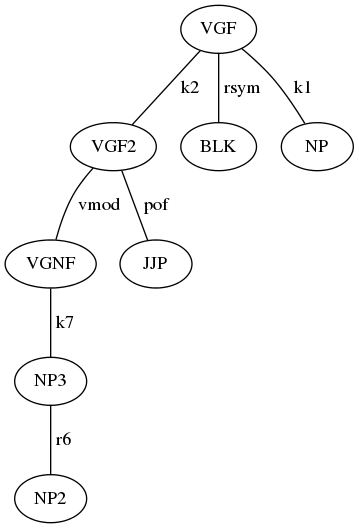 VGF
k2 rsym k1
VGF2 BLK NP
vmod pof
VGNF JJP
k7
NP3
r6
NP2